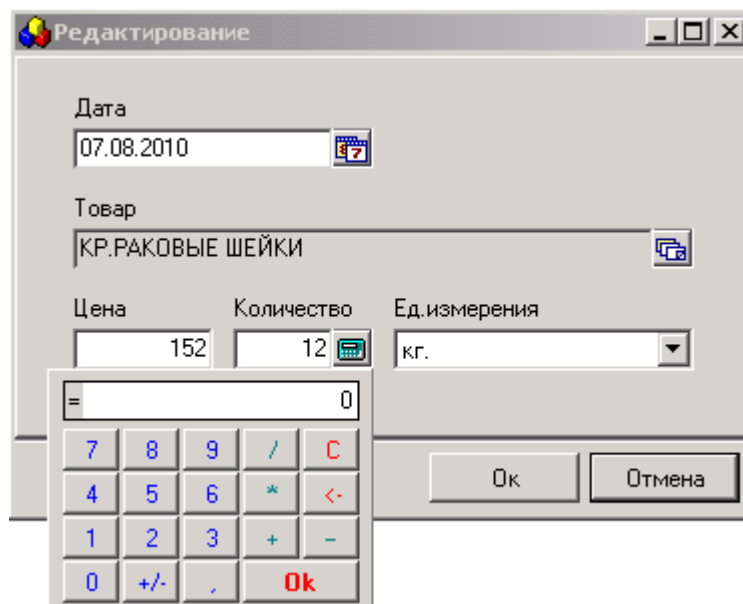 Редактирование
Дата
07.08.2010
Товар
КР.РАКОВЫЕ ШЕЙКИ
Цена Количество Ед.измерения
152 12 кг.
= 0
7 8 9 / C
4 5 6 * <-
1 2 3 + -
0 +/- , Ok
Ок Отмена